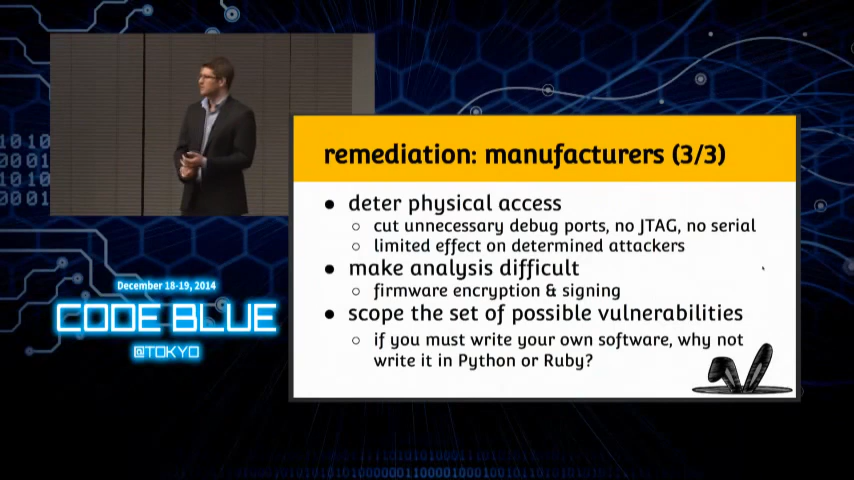 remediation: manufacturers (3/3)
● deter physical access
○ cut unnecessary debug ports, no JTAG, no serial
○ limited effect on determined attackers
● make analysis difficult
○ firmware encryption & signing
● scope the set of possible vulnerabilities
○ if you must write your own software, why not
write it in Python or Ruby?
December 18-19, 2014
CODE BLUE
@TOKYO